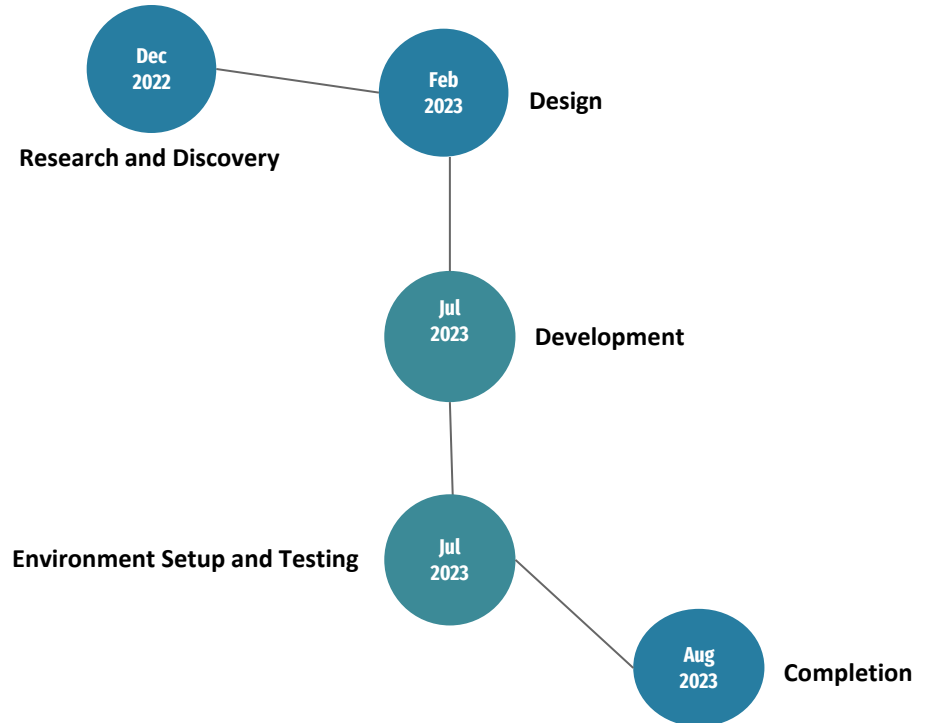 Dec
2022
Research and Discovery
Feb
2023
Design
Jul
2023
Development
Environment Setup and Testing
Jul
2023
Aug
2023
Completion